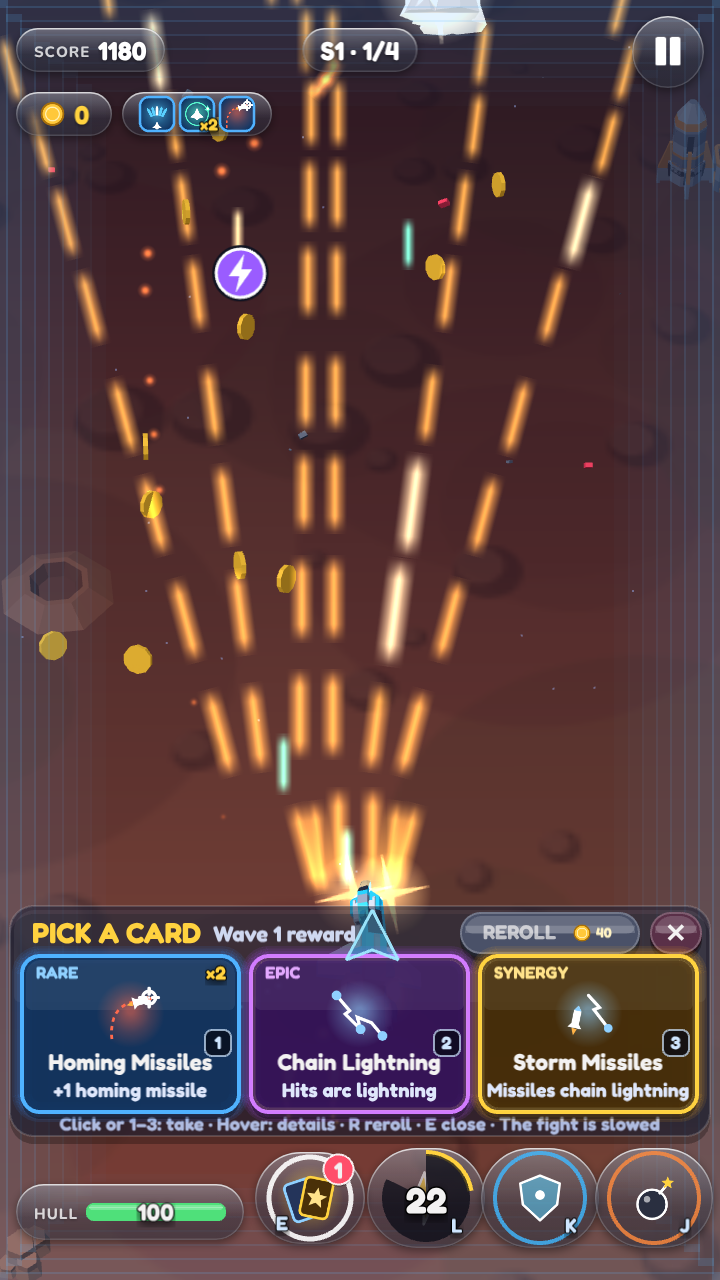 SCORE 1180
S1 · 1/4
0
×2
PICK A CARD Wave 1 reward
REROLL 40
RARE ×2
1
Homing Missiles
+1 homing missile
EPIC
2
Chain Lightning
Hits arc lightning
SYNERGY
3
Storm Missiles
Missiles chain lightning
Click or 1–3: take · Hover: details · R reroll · E close · The fight is slowed
HULL 100
1
E
22
L
K
J